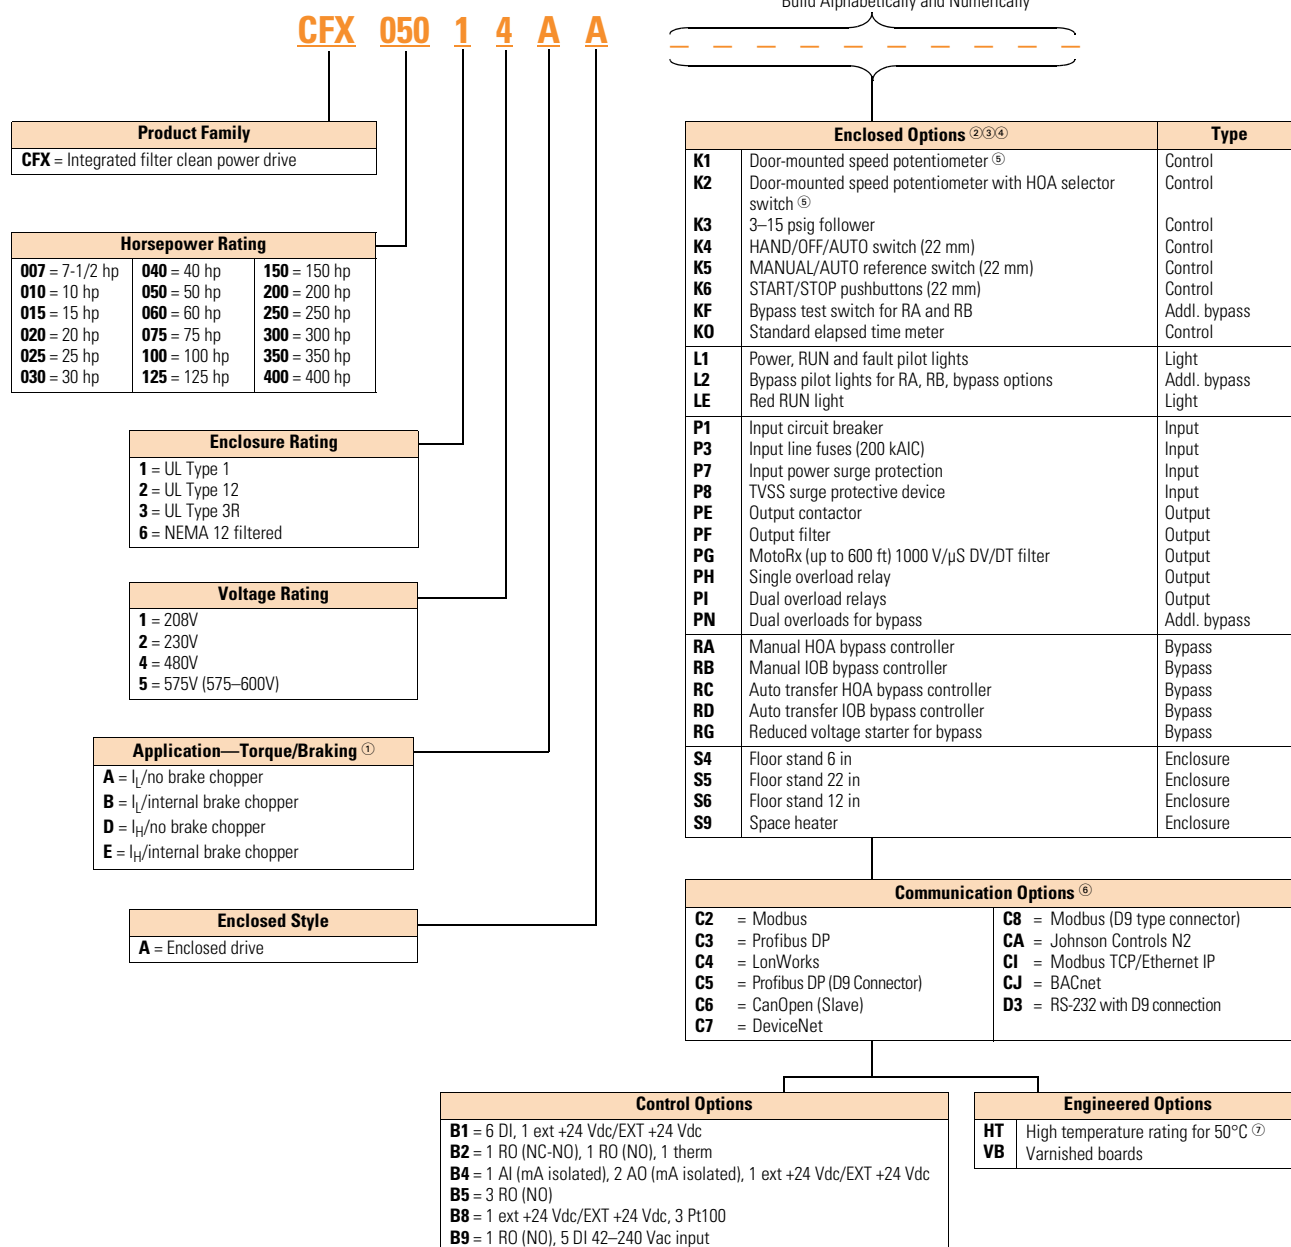 Build Alphabetically and Numerically
CFX 050 1 4 A A
Product Family
CFX = Integrated filter clean power drive
Horsepower Rating
007 = 7-1/2 hp
010 = 10 hp
015 = 15 hp
020 = 20 hp
025 = 25 hp
030 = 30 hp
040 = 40 hp
050 = 50 hp
060 = 60 hp
075 = 75 hp
100 = 100 hp
125 = 125 hp
150 = 150 hp
200 = 200 hp
250 = 250 hp
300 = 300 hp
350 = 350 hp
400 = 400 hp
Enclosure Rating
1 = UL Type 1
2 = UL Type 12
3 = UL Type 3R
6 = NEMA 12 filtered
Voltage Rating
1 = 208V
2 = 230V
4 = 480V
5 = 575V (575–600V)
Application—Torque/Braking ①
A = IL/no brake chopper
B = IL/internal brake chopper
D = IH/no brake chopper
E = IH/internal brake chopper
Enclosed Style
A = Enclosed drive
Enclosed Options ②③④ Type
K1 Door-mounted speed potentiometer ⑤ Control
K2 Door-mounted speed potentiometer with HOA selector Control
switch ⑤
K3 3–15 psig follower Control
K4 HAND/OFF/AUTO switch (22 mm) Control
K5 MANUAL/AUTO reference switch (22 mm) Control
K6 START/STOP pushbuttons (22 mm) Control
KF Bypass test switch for RA and RB Addl. bypass
KO Standard elapsed time meter Control
L1 Power, RUN and fault pilot lights Light
L2 Bypass pilot lights for RA, RB, bypass options Addl. bypass
LE Red RUN light Light
P1 Input circuit breaker Input
P3 Input line fuses (200 kAIC) Input
P7 Input power surge protection Input
P8 TVSS surge protective device Input
PE Output contactor Output
PF Output filter Output
PG MotoRx (up to 600 ft) 1000 V/µS DV/DT filter Output
PH Single overload relay Output
PI Dual overload relays Output
PN Dual overloads for bypass Addl. bypass
RA Manual HOA bypass controller Bypass
RB Manual IOB bypass controller Bypass
RC Auto transfer HOA bypass controller Bypass
RD Auto transfer IOB bypass controller Bypass
RG Reduced voltage starter for bypass Bypass
S4 Floor stand 6 in Enclosure
S5 Floor stand 22 in Enclosure
S6 Floor stand 12 in Enclosure
S9 Space heater Enclosure
Communication Options ⑥
C2 = Modbus
C3 = Profibus DP
C4 = LonWorks
C5 = Profibus DP (D9 Connector)
C6 = CanOpen (Slave)
C7 = DeviceNet
C8 = Modbus (D9 type connector)
CA = Johnson Controls N2
CI = Modbus TCP/Ethernet IP
CJ = BACnet
D3 = RS-232 with D9 connection
Control Options
B1 = 6 DI, 1 ext +24 Vdc/EXT +24 Vdc
B2 = 1 RO (NC-NO), 1 RO (NO), 1 therm
B4 = 1 AI (mA isolated), 2 AO (mA isolated), 1 ext +24 Vdc/EXT +24 Vdc
B5 = 3 RO (NO)
B8 = 1 ext +24 Vdc/EXT +24 Vdc, 3 Pt100
B9 = 1 RO (NO), 5 DI 42–240 Vac input
Engineered Options
HT High temperature rating for 50°C ⑦
VB Varnished boards